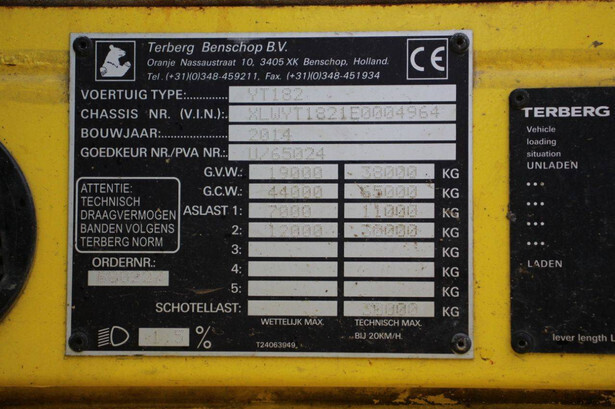 Terberg Benschop B.V.
Oranje Nassaustraat 10, 3405 XK Benschop, Holland.
Tel.(+31)(0)348-459211, Fax. (+31)(0)348-451934
CE
VOERTUIG TYPE:.......... YT182
CHASSIS NR. (V.I.N.)..... XLWYT1821E0004964
BOUWJAAR:.................. 2014
GOEDKEUR NR/PVA NR.: U/65024
G.V.W.: 19000 38000 KG
G.C.W.: 44000 65000 KG
ASLAST 1: 7000 11000 KG
2: 12000 30000 KG
3: KG
4: KG
5: KG
SCHOTELLAST: KG
ATTENTIE:
TECHNISCH
DRAAGVERMOGEN
BANDEN VOLGENS
TERBERG NORM
ORDERNR.:
1.5 %
WETTELIJK MAX.
TECHNISCH MAX.
BIJ 20KM/H.
T24063949
TERBERG
Vehicle
loading
situation
UNLADEN
LADEN
lever length L